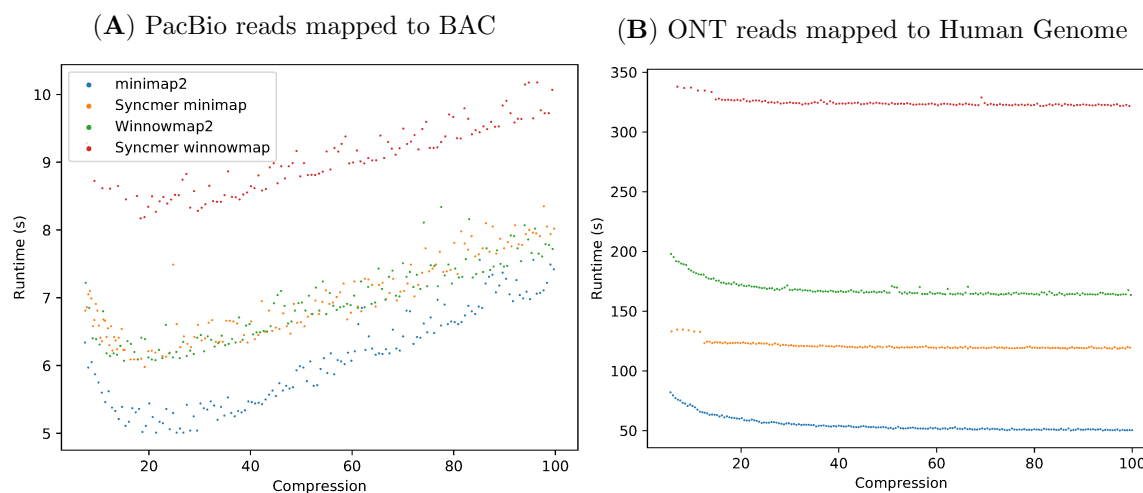 (A) PacBio reads mapped to BAC
(B) ONT reads mapped to Human Genome
minimap2
Syncmer minimap
Winnowmap2
Syncmer winnowmap
Runtime (s)
10
9
8
7
6
5
20 40 60 80 100
Compression
Runtime (s)
350
300
250
200
150
100
50
20 40 60 80 100
Compression